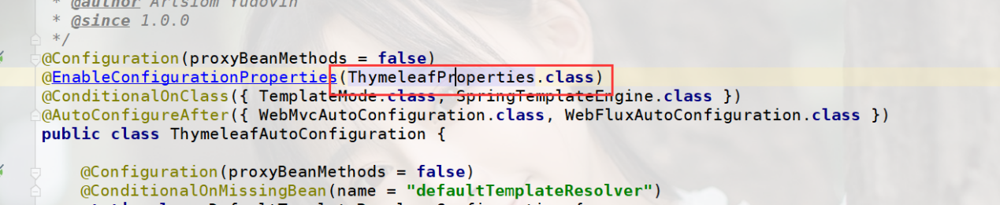 * @author Artsiom Yudovin
* @since 1.0.0
*/
@Configuration(proxyBeanMethods = false)
@EnableConfigurationProperties(ThymeleafProperties.class)
@ConditionalOnClass({ TemplateMode.class, SpringTemplateEngine.class })
@AutoConfigureAfter({ WebMvcAutoConfiguration.class, WebFluxAutoConfiguration.class })
public class ThymeleafAutoConfiguration {
@Configuration(proxyBeanMethods = false)
@ConditionalOnMissingBean(name = "defaultTemplateResolver")